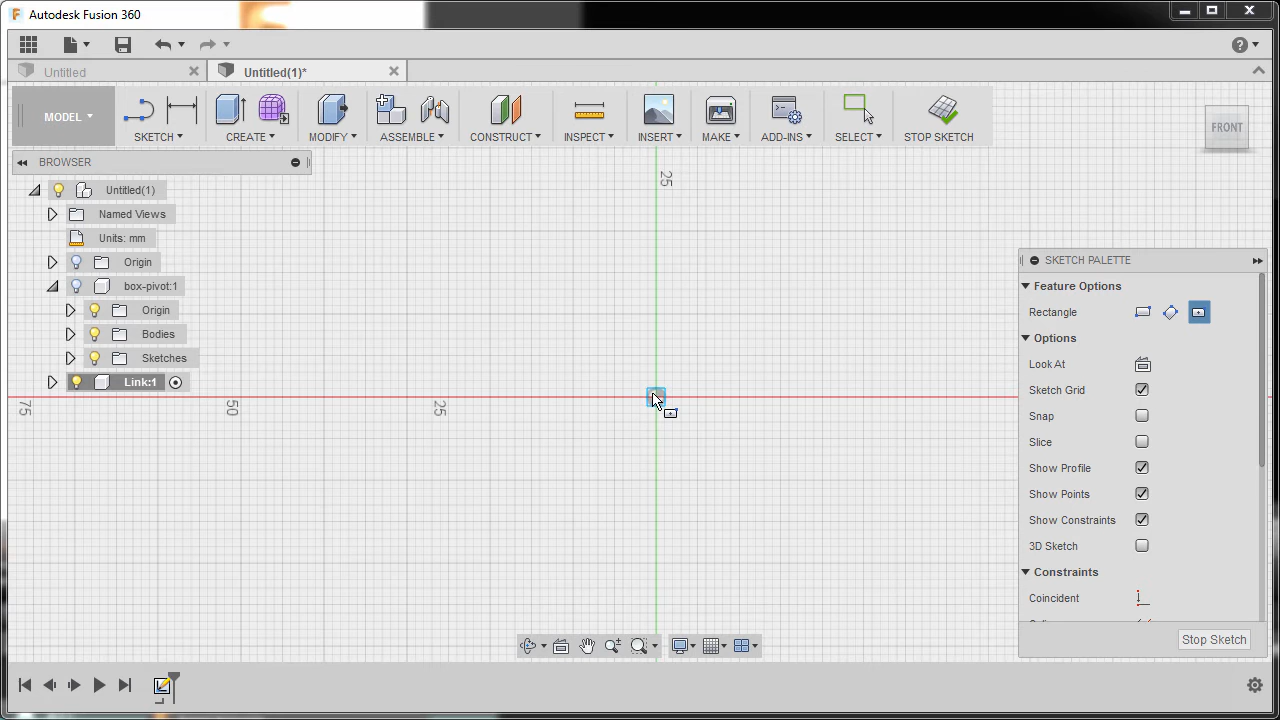 Autodesk Fusion 360
Untitled
Untitled(1)*
MODEL
SKETCH
CREATE
MODIFY
ASSEMBLE
CONSTRUCT
INSPECT
INSERT
MAKE
ADD-INS
SELECT
STOP SKETCH
FRONT
BROWSER
Untitled(1)
Named Views
Units: mm
Origin
box-pivot:1
Origin
Bodies
Sketches
Link:1
25
75
50
25
SKETCH PALETTE
Feature Options
Rectangle
Options
Look At
Sketch Grid
Snap
Slice
Show Profile
Show Points
Show Constraints
3D Sketch
Constraints
Coincident
Stop Sketch